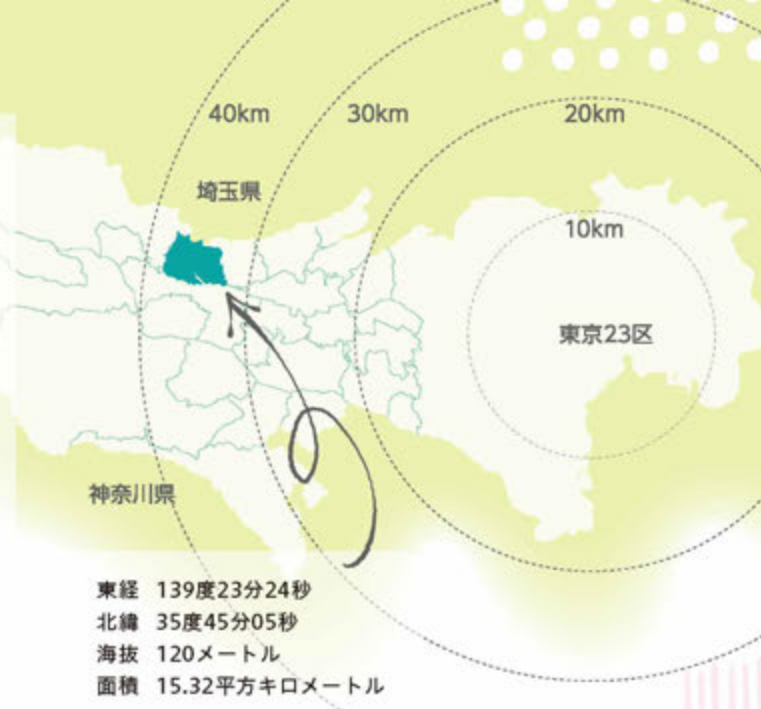 40km
30km
20km
埼玉県
10km
東京23区
神奈川県
東経 139度23分24秒
北緯 35度45分05秒
海抜 120メートル
面積 15.32平方キロメートル